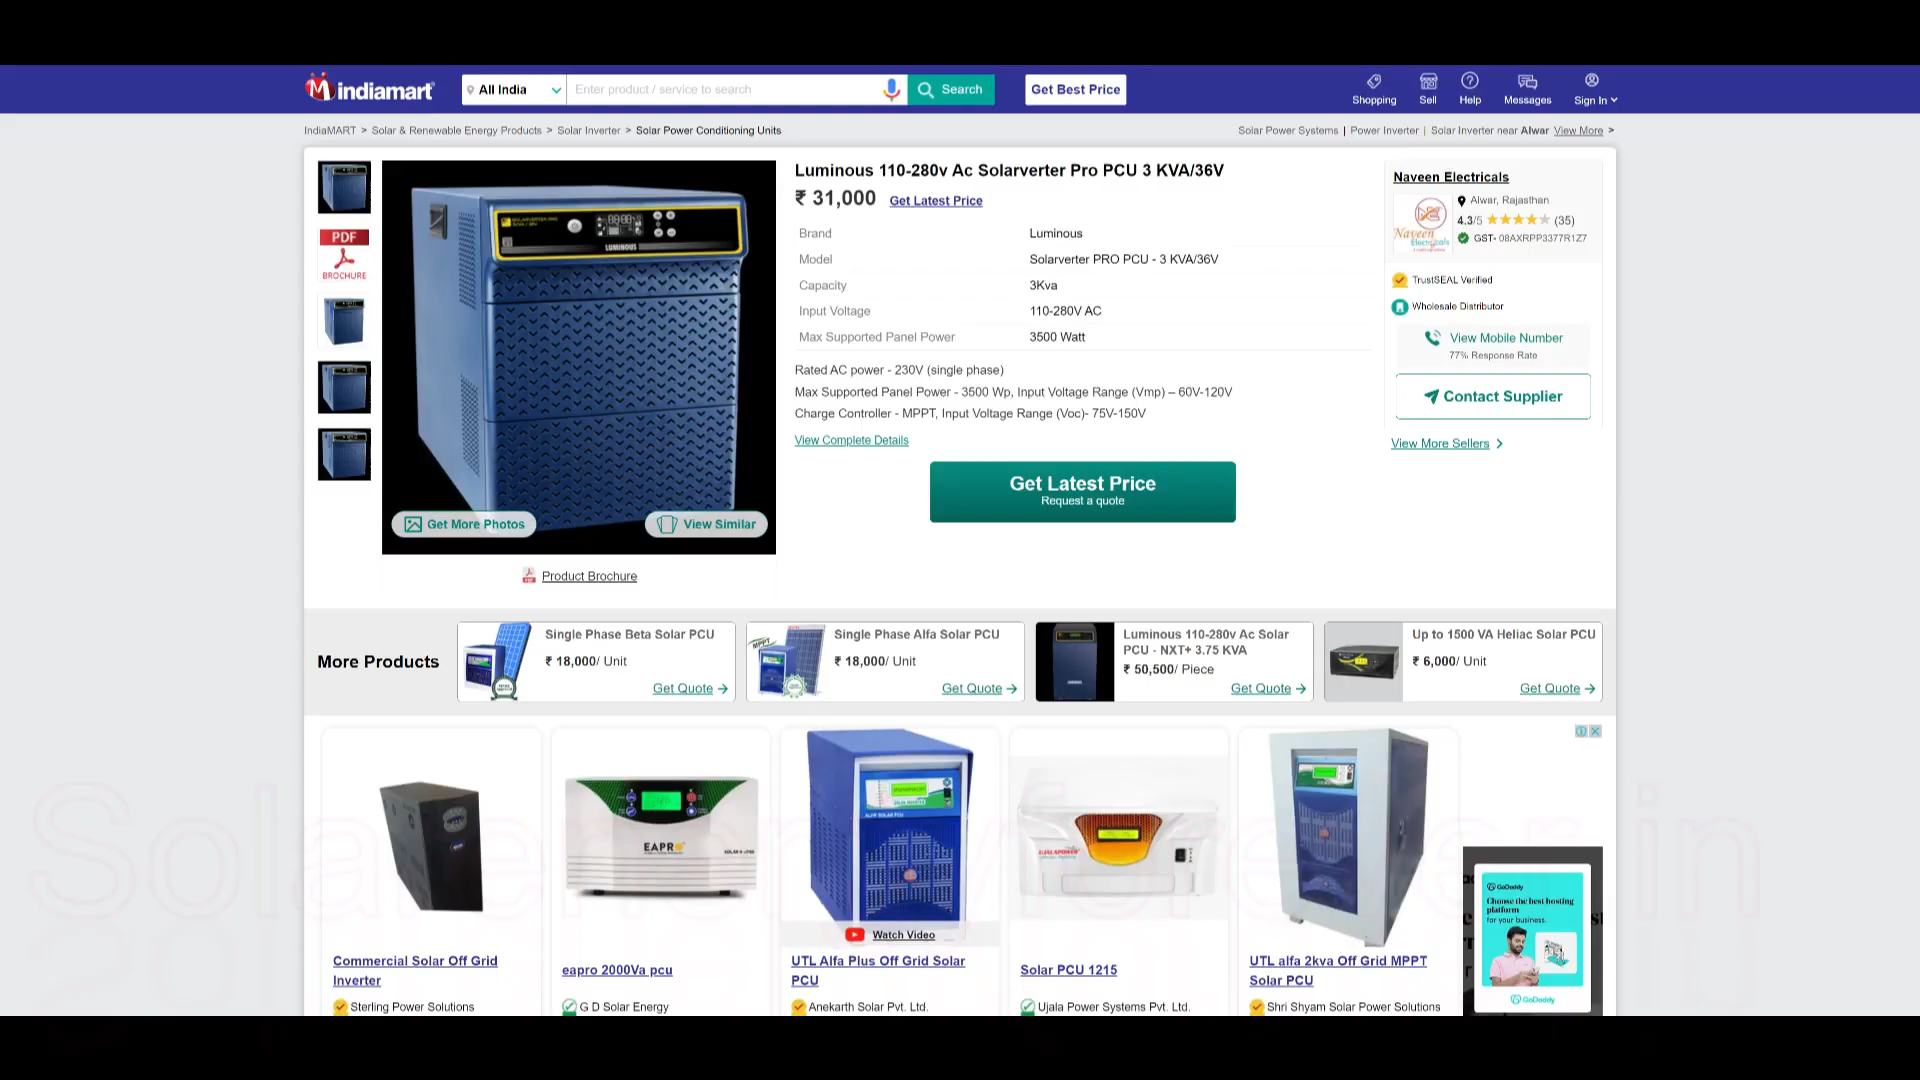 indiamart
All India
Enter product / service to search
Search
Get Best Price
Shopping
Sell
Help
Messages
Sign In
IndiaMART > Solar & Renewable Energy Products > Solar Inverter > Solar Power Conditioning Units
Solar Power Systems | Power Inverter | Solar Inverter near Alwar View More >
PDF
BROCHURE
LUMINOUS
Get More Photos
View Similar
Product Brochure
Luminous 110-280v Ac Solarverter Pro PCU 3 KVA/36V
₹ 31,000 Get Latest Price
Brand Luminous
Model Solarverter PRO PCU - 3 KVA/36V
Capacity 3Kva
Input Voltage 110-280V AC
Max Supported Panel Power 3500 Watt
Rated AC power - 230V (single phase)
Max Supported Panel Power - 3500 Wp, Input Voltage Range (Vmp) – 60V-120V
Charge Controller - MPPT, Input Voltage Range (Voc)- 75V-150V
View Complete Details
Get Latest Price
Request a quote
Naveen Electricals
Naveen
Electricals
Alwar, Rajasthan
4.3/5 (35)
GST- 08AXRPP3377R1Z7
TrustSEAL Verified
Wholesale Distributor
View Mobile Number
77% Response Rate
Contact Supplier
View More Sellers
More Products
Single Phase Beta Solar PCU
₹ 18,000/ Unit
Get Quote
MPPT
Single Phase Alfa Solar PCU
₹ 18,000/ Unit
Get Quote
Luminous 110-280v Ac Solar
PCU - NXT+ 3.75 KVA
₹ 50,500/ Piece
Get Quote
Up to 1500 VA Heliac Solar PCU
₹ 6,000/ Unit
Get Quote
EAPRO
Watch Video
UJALAPOWER
Commercial Solar Off Grid
Inverter
Sterling Power Solutions
eapro 2000Va pcu
G D Solar Energy
UTL Alfa Plus Off Grid Solar
PCU
Anekarth Solar Pvt. Ltd.
Solar PCU 1215
Ujala Power Systems Pvt. Ltd.
UTL alfa 2kva Off Grid MPPT
Solar PCU
Shri Shyam Solar Power Solutions
GoDaddy
Choose the best hosting
platform
for your business.
GoDaddy